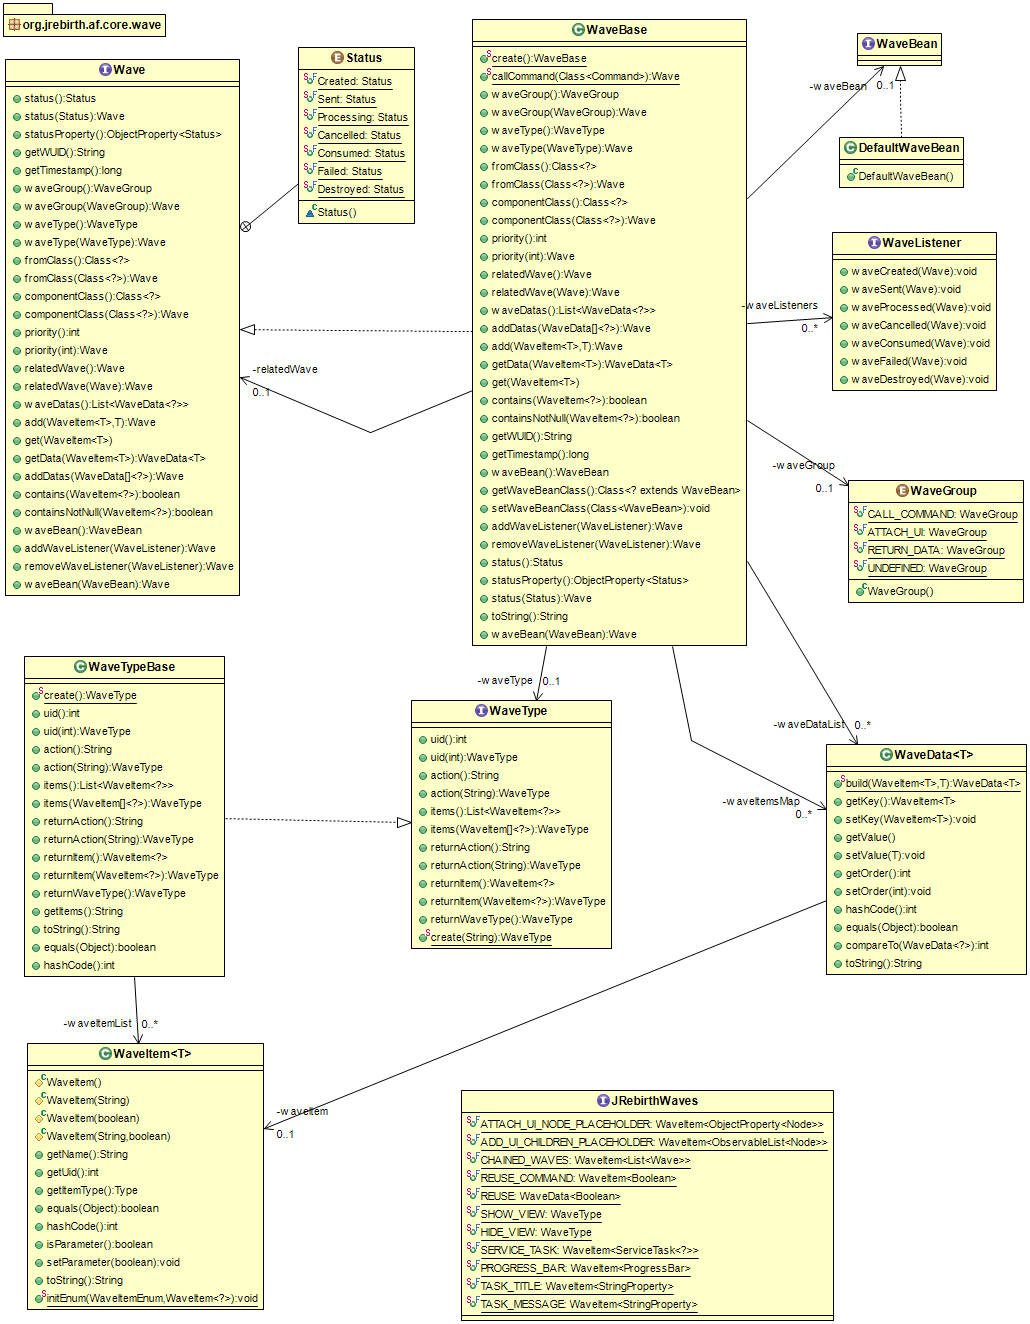 org.jrebirth.af.core.wave
Wave
status():Status
status(Status):Wave
statusProperty():ObjectProperty<Status>
getWUID():String
getTimestamp():long
waveGroup():WaveGroup
waveGroup(WaveGroup):Wave
waveType():WaveType
waveType(WaveType):Wave
fromClass():Class<?>
fromClass(Class<?>):Wave
componentClass():Class<?>
componentClass(Class<?>):Wave
priority():int
priority(int):Wave
relatedWave():Wave
relatedWave(Wave):Wave
waveDatas():List<WaveData<?>>
add(WaveItem<T>,T):Wave
get(WaveItem<T>)
getData(WaveItem<T>):WaveData<T>
addDatas(WaveData[]<?>):Wave
contains(WaveItem<?>):boolean
containsNotNull(WaveItem<?>):boolean
waveBean():WaveBean
addWaveListener(WaveListener):Wave
removeWaveListener(WaveListener):Wave
waveBean(WaveBean):Wave
Status
Created: Status
Sent: Status
Processing: Status
Cancelled: Status
Consumed: Status
Failed: Status
Destroyed: Status
Status()
-relatedWave
0..1
WaveBase
create():WaveBase
callCommand(Class<Command>):Wave
waveGroup():WaveGroup
waveGroup(WaveGroup):Wave
waveType():WaveType
waveType(WaveType):Wave
fromClass():Class<?>
fromClass(Class<?>):Wave
componentClass():Class<?>
componentClass(Class<?>):Wave
priority():int
priority(int):Wave
relatedWave():Wave
relatedWave(Wave):Wave
waveDatas():List<WaveData<?>>
addDatas(WaveData[]<?>):Wave
add(WaveItem<T>,T):Wave
getData(WaveItem<T>):WaveData<T>
get(WaveItem<T>)
contains(WaveItem<?>):boolean
containsNotNull(WaveItem<?>):boolean
getWUID():String
getTimestamp():long
waveBean():WaveBean
getWaveBeanClass():Class<? extends WaveBean>
setWaveBeanClass(Class<WaveBean>):void
addWaveListener(WaveListener):Wave
removeWaveListener(WaveListener):Wave
status():Status
statusProperty():ObjectProperty<Status>
status(Status):Wave
toString():String
waveBean(WaveBean):Wave
WaveBean
-waveBean
0..1
DefaultWaveBean
DefaultWaveBean()
WaveListener
waveCreated(Wave):void
waveSent(Wave):void
waveProcessed(Wave):void
waveCancelled(Wave):void
waveConsumed(Wave):void
waveFailed(Wave):void
waveDestroyed(Wave):void
-waveListeners
0..*
-waveGroup
0..1
WaveGroup
CALL_COMMAND: WaveGroup
ATTACH_UI: WaveGroup
RETURN_DATA: WaveGroup
UNDEFINED: WaveGroup
WaveGroup()
WaveTypeBase
create():WaveType
uid():int
uid(int):WaveType
action():String
action(String):WaveType
items():List<WaveItem<?>>
items(WaveItem[]<?>):WaveType
returnAction():String
returnAction(String):WaveType
returnItem():WaveItem<?>
returnItem(WaveItem<?>):WaveType
returnWaveType():WaveType
getItems():String
toString():String
equals(Object):boolean
hashCode():int
-waveType
0..1
WaveType
uid():int
uid(int):WaveType
action():String
action(String):WaveType
items():List<WaveItem<?>>
items(WaveItem[]<?>):WaveType
returnAction():String
returnAction(String):WaveType
returnItem():WaveItem<?>
returnItem(WaveItem<?>):WaveType
returnWaveType():WaveType
create(String):WaveType
-waveDataList
0..*
-waveItemsMap
0..*
WaveData<T>
build(WaveItem<T>,T):WaveData<T>
getKey():WaveItem<T>
setKey(WaveItem<T>):void
getValue()
setValue(T):void
getOrder():int
setOrder(int):void
hashCode():int
equals(Object):boolean
compareTo(WaveData<?>):int
toString():String
-waveItemList
0..*
WaveItem<T>
WaveItem()
WaveItem(String)
WaveItem(boolean)
WaveItem(String,boolean)
getName():String
getUid():int
getItemType():Type
equals(Object):boolean
hashCode():int
isParameter():boolean
setParameter(boolean):void
toString():String
initEnum(WaveItemEnum,WaveItem<?>):void
-waveItem
0..1
JRebirthWaves
ATTACH_UI_NODE_PLACEHOLDER: WaveItem<ObjectProperty<Node>>
ADD_UI_CHILDREN_PLACEHOLDER: WaveItem<ObservableList<Node>>
CHAINED_WAVES: WaveItem<List<Wave>>
REUSE_COMMAND: WaveItem<Boolean>
REUSE: WaveData<Boolean>
SHOW_VIEW: WaveType
HIDE_VIEW: WaveType
SERVICE_TASK: WaveItem<ServiceTask<?>>
PROGRESS_BAR: WaveItem<ProgressBar>
TASK_TITLE: WaveItem<StringProperty>
TASK_MESSAGE: WaveItem<StringProperty>